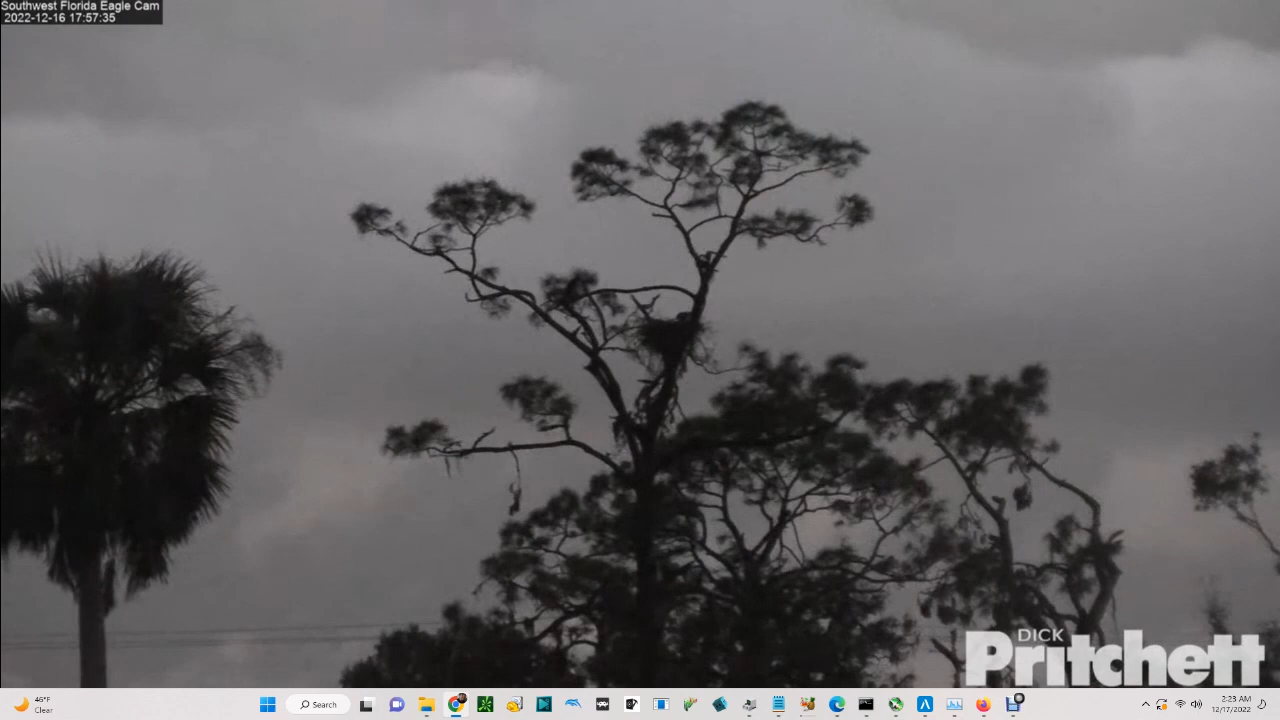 Southwest Florida Eagle Cam
2022-12-16 17:57:35
DICK
Pritchett
46°F
Clear
Search
2:23 AM
12/17/2022